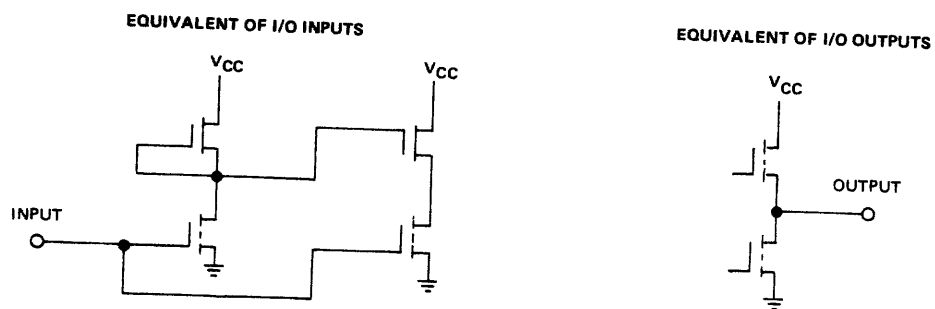 EQUIVALENT OF I/O INPUTS
VCC
VCC
INPUT
EQUIVALENT OF I/O OUTPUTS
VCC
OUTPUT